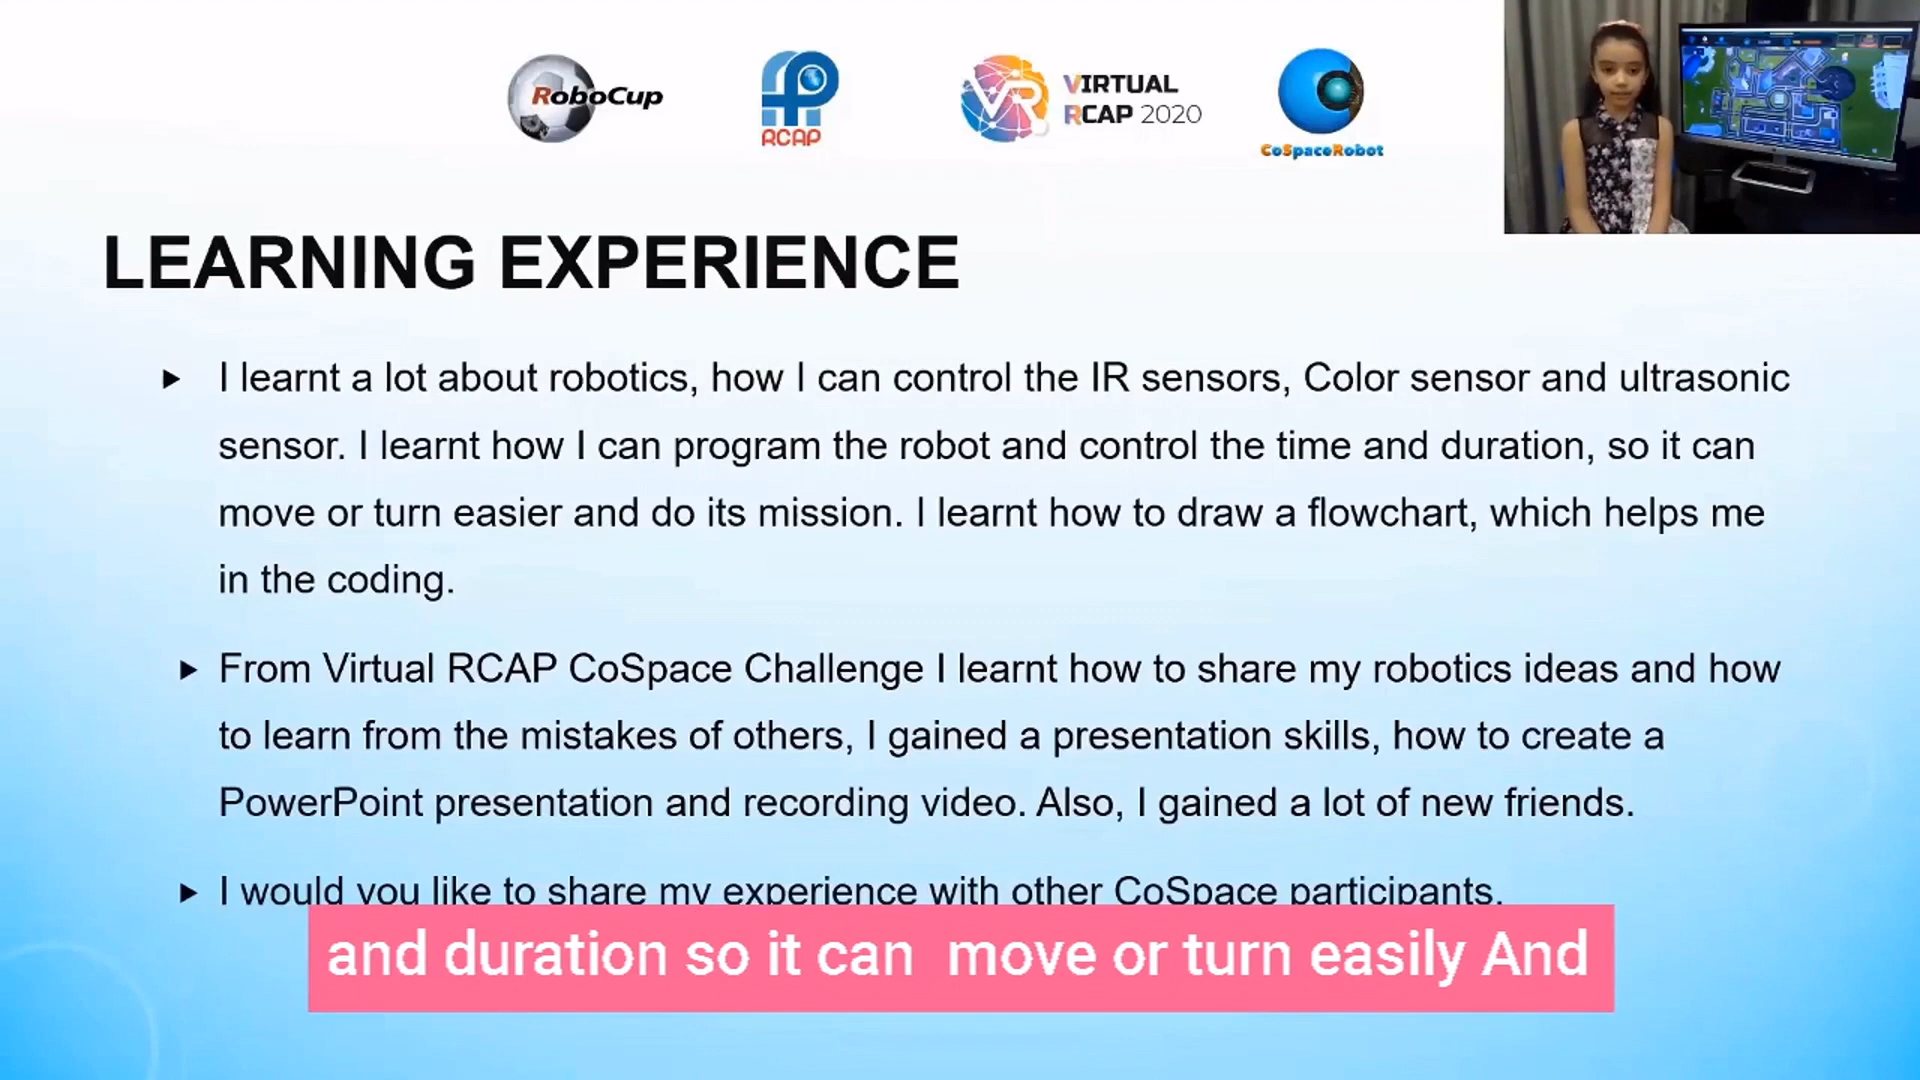 RoboCup
RCAP
VIRTUAL
RCAP 2020
CoSpaceRobot
LEARNING EXPERIENCE
I learnt a lot about robotics, how I can control the IR sensors, Color sensor and ultrasonic
sensor. I learnt how I can program the robot and control the time and duration, so it can
move or turn easier and do its mission. I learnt how to draw a flowchart, which helps me
in the coding.
From Virtual RCAP CoSpace Challenge I learnt how to share my robotics ideas and how
to learn from the mistakes of others, I gained a presentation skills, how to create a
PowerPoint presentation and recording video. Also, I gained a lot of new friends.
I would you like to share my experience with other CoSpace participants.
and duration so it can move or turn easily And